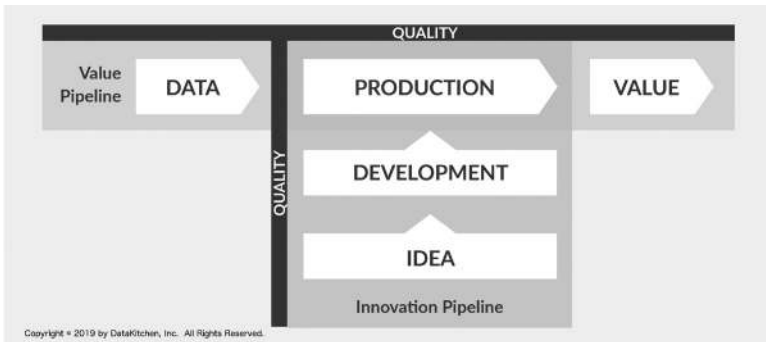 QUALITY
Value
Pipeline
DATA
PRODUCTION
VALUE
QUALITY
DEVELOPMENT
IDEA
Innovation Pipeline
Copyright © 2019 by DataKitchen, Inc. All Rights Reserved.